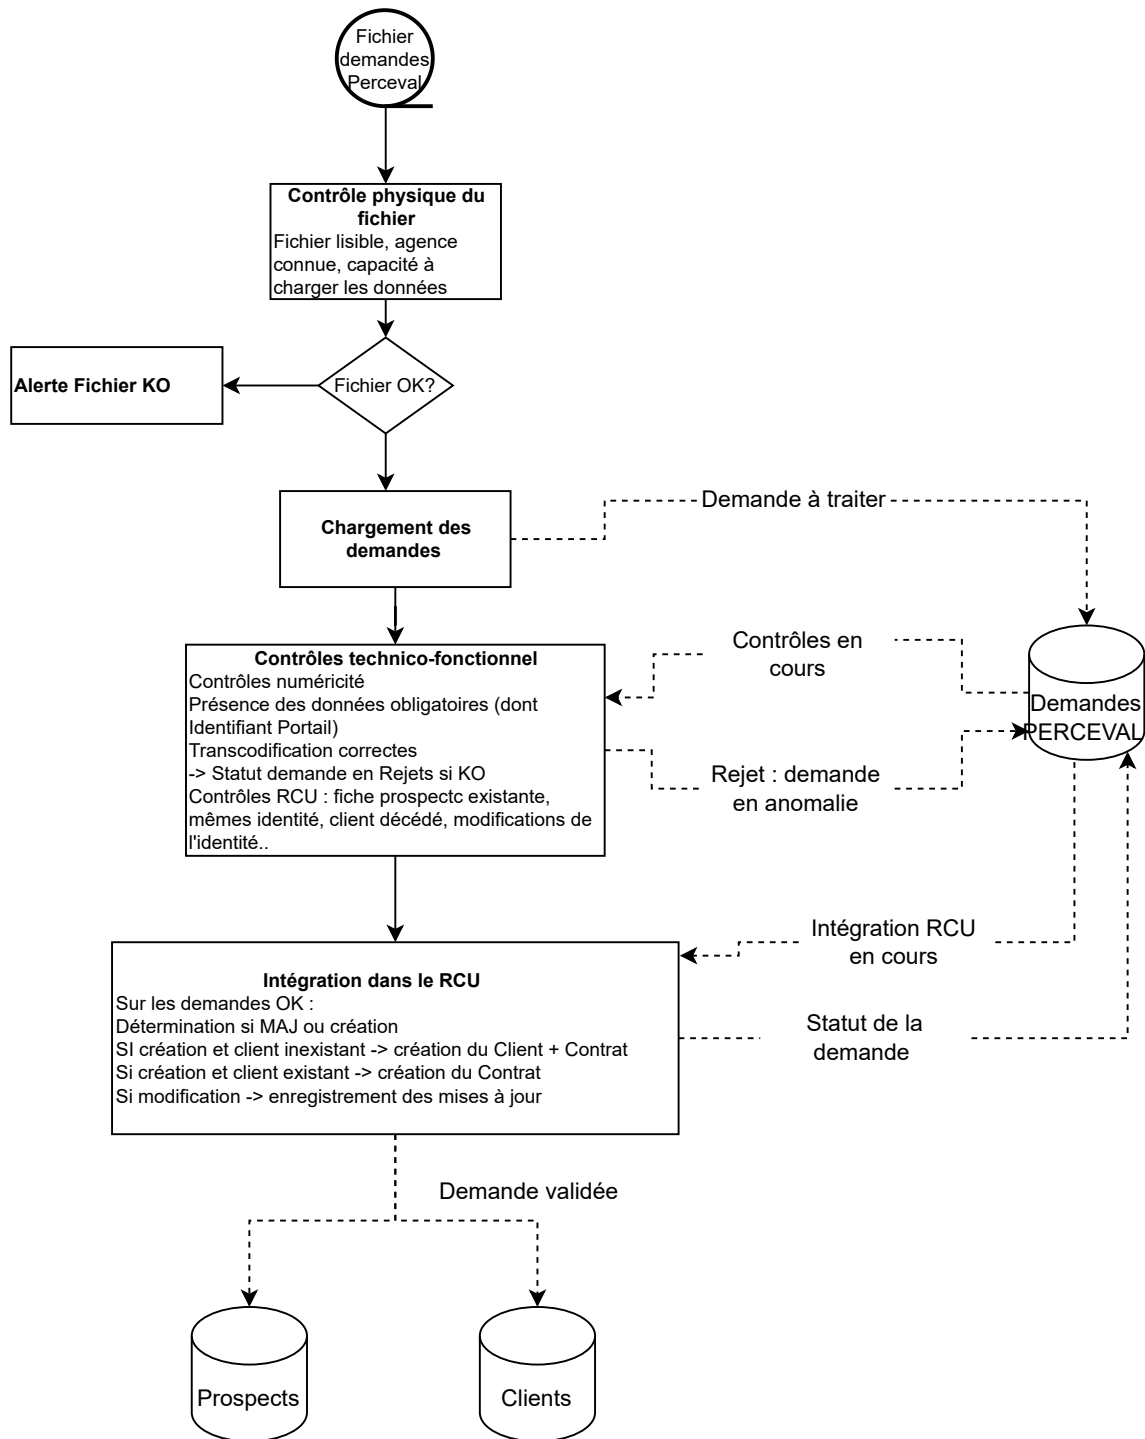 Fichier
demandes
Perceval
Contrôle physique du
fichier
Fichier lisible, agence
connue, capacité à
charger les données
Alerte Fichier KO
Fichier OK?
Chargement des
demandes
Demande à traiter
Contrôles technico-fonctionnel
Contrôles numéricité
Présence des données obligatoires (dont
Identifiant Portail)
Transcodification correctes
-> Statut demande en Rejets si KO
Contrôles RCU : fiche prospectc existante,
mêmes identité, client décédé, modifications de
l'identité..
Contrôles en
cours
Rejet : demande
en anomalie
Demandes
PERCEVAL
Intégration dans le RCU
Sur les demandes OK :
Détermination si MAJ ou création
SI création et client inexistant -> création du Client + Contrat
Si création et client existant -> création du Contrat
Si modification -> enregistrement des mises à jour
Intégration RCU
en cours
Statut de la
demande
Demande validée
Prospects
Clients